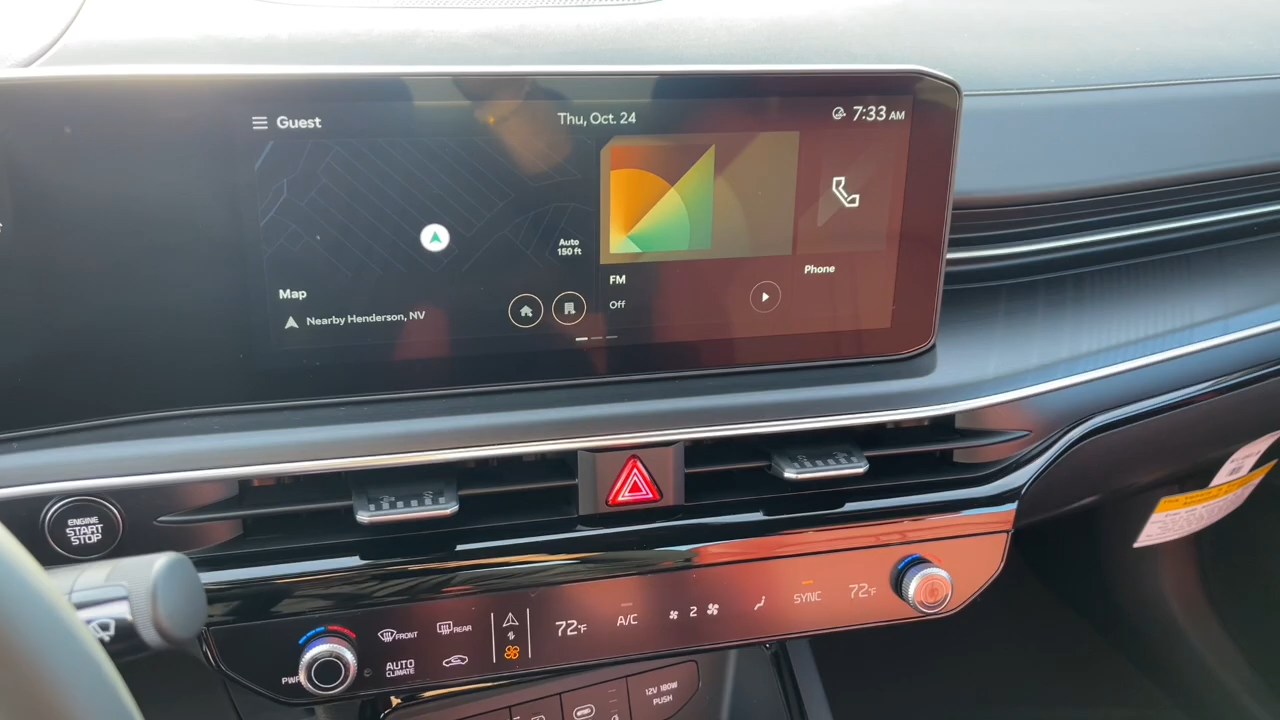 Guest
Thu, Oct. 24
7:33 AM
Auto
150 ft
Map
Nearby Henderson, NV
FM
Off
Phone
ENGINE
START
STOP
PWR
FRONT
REAR
AUTO
CLIMATE
72°F
A/C
2
SYNC
72°F
12V 180W
PUSH